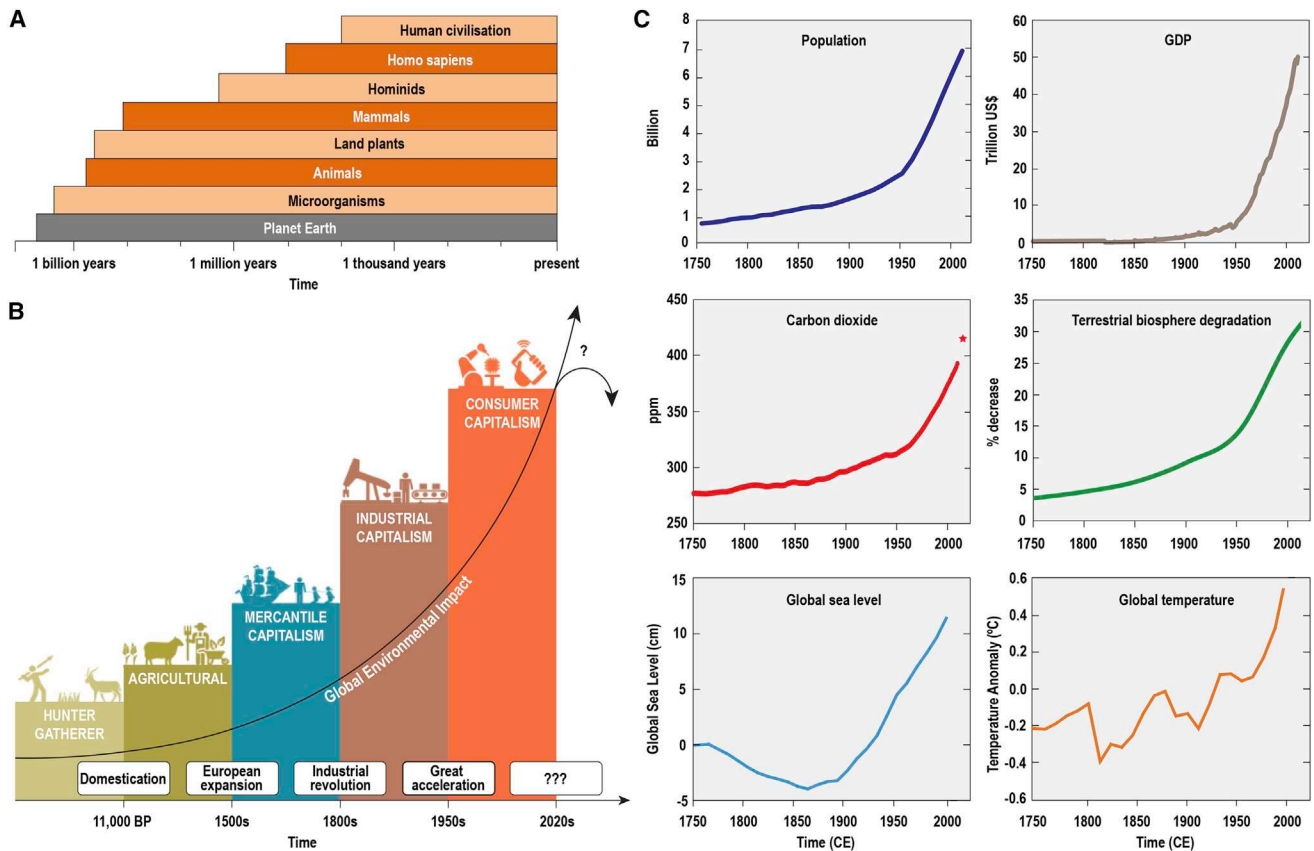 A
Human civilisation
Homo sapiens
Hominids
Mammals
Land plants
Animals
Microorganisms
Planet Earth
1 billion years
1 million years
1 thousand years
present
Time
B
?
CONSUMER
CAPITALISM
INDUSTRIAL
CAPITALISM
MERCANTILE
CAPITALISM
AGRICULTURAL
HUNTER
GATHERER
Global Environmental Impact
Domestication
European
expansion
Industrial
revolution
Great
acceleration
???
11,000 BP
1500s
1800s
1950s
2020s
Time
C
Population
Billion
8
7
6
5
4
3
2
1
0
1750
1800
1850
1900
1950
2000
GDP
Trillion US$
60
50
40
30
20
10
0
1750
1800
1850
1900
1950
2000
Carbon dioxide
ppm
450
400
350
300
250
1750
1800
1850
1900
1950
2000
Terrestrial biosphere degradation
% decrease
35
30
25
20
15
10
5
0
1750
1800
1850
1900
1950
2000
Global sea level
Global Sea Level (cm)
15
10
5
0
-5
1750
1800
1850
1900
1950
2000
Time (CE)
Global temperature
Temperature Anomaly (ºC)
0.6
0.4
0.2
0.0
-0.2
-0.4
-0.6
1750
1800
1850
1900
1950
2000
Time (CE)